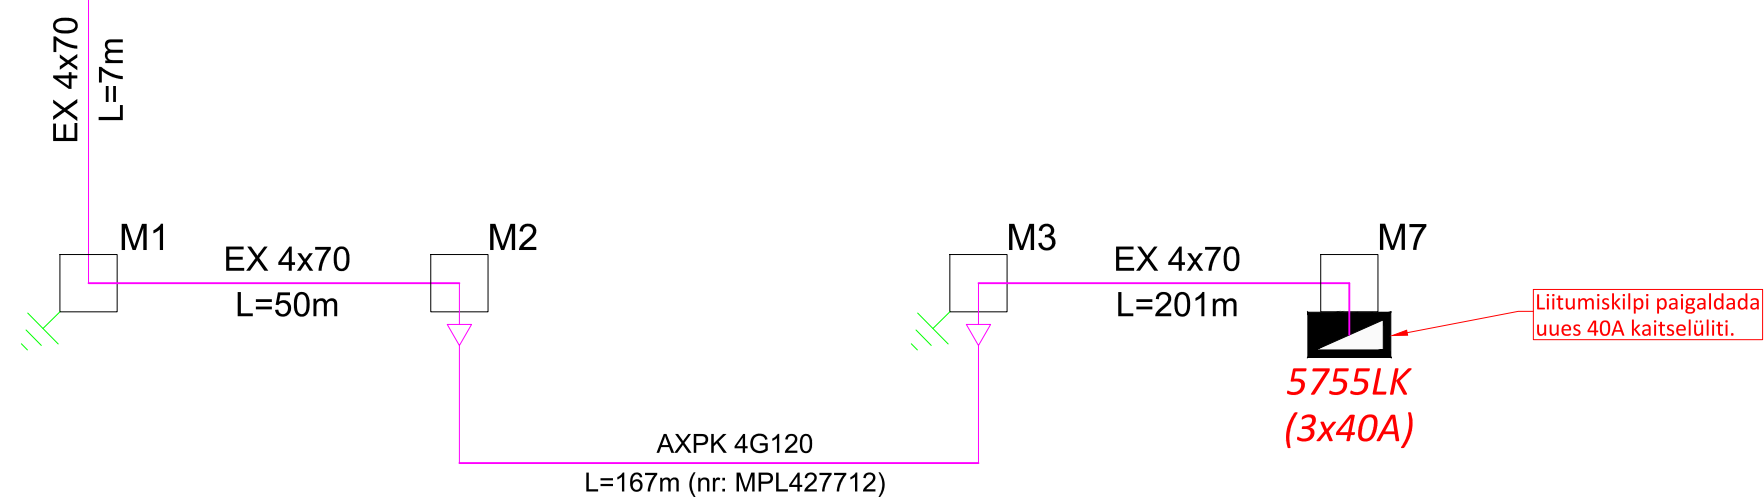 EX 4x70
L=7m
M1
EX 4x70
L=50m
M2
M3
EX 4x70
L=201m
M7
Liitumiskilpi paigaldada
uues 40A kaitselüliti.
5755LK
(3x40A)
AXPK 4G120
L=167m (nr: MPL427712)